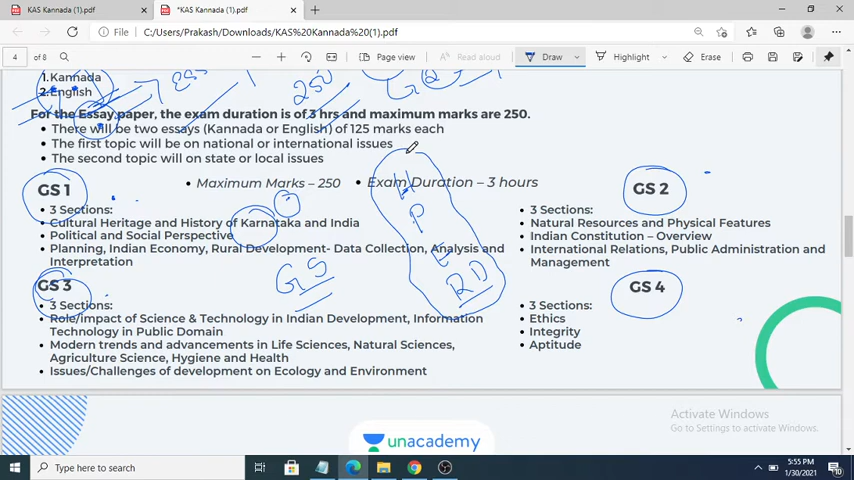 KAS Kannada (1).pdf
*KAS Kannada (1).pdf
File | C:/Users/Prakash/Downloads/KAS%20Kannada%20(1).pdf
4 of 8
Page view
Read aloud
Draw
Highlight
Erase
1.Kannada
2.English
250
For the Essay paper, the exam duration is of 3 hrs and maximum marks are 250.
• There will be two essays (Kannada or English) of 125 marks each
• The first topic will be on national or international issues
• The second topic will on state or local issues
• Maximum Marks – 250 • Exam Duration – 3 hours
GS 1
• 3 Sections:
• Cultural Heritage and History of Karnataka and India
• Political and Social Perspective
• Planning, Indian Economy, Rural Development- Data Collection, Analysis and
Interpretation
GS 2
• 3 Sections:
• Natural Resources and Physical Features
• Indian Constitution – Overview
• International Relations, Public Administration and
Management
H
P
E
RD
GS
GS 3
3 Sections:
• Role/impact of Science & Technology in Indian Development, Information
Technology in Public Domain
• Modern trends and advancements in Life Sciences, Natural Sciences,
Agriculture Science, Hygiene and Health
• Issues/Challenges of development on Ecology and Environment
GS 4
• 3 Sections:
• Ethics
• Integrity
• Aptitude
unacademy
Activate Windows
Go to Settings to activate Windows.
Type here to search
5:55 PM
1/30/2021
10